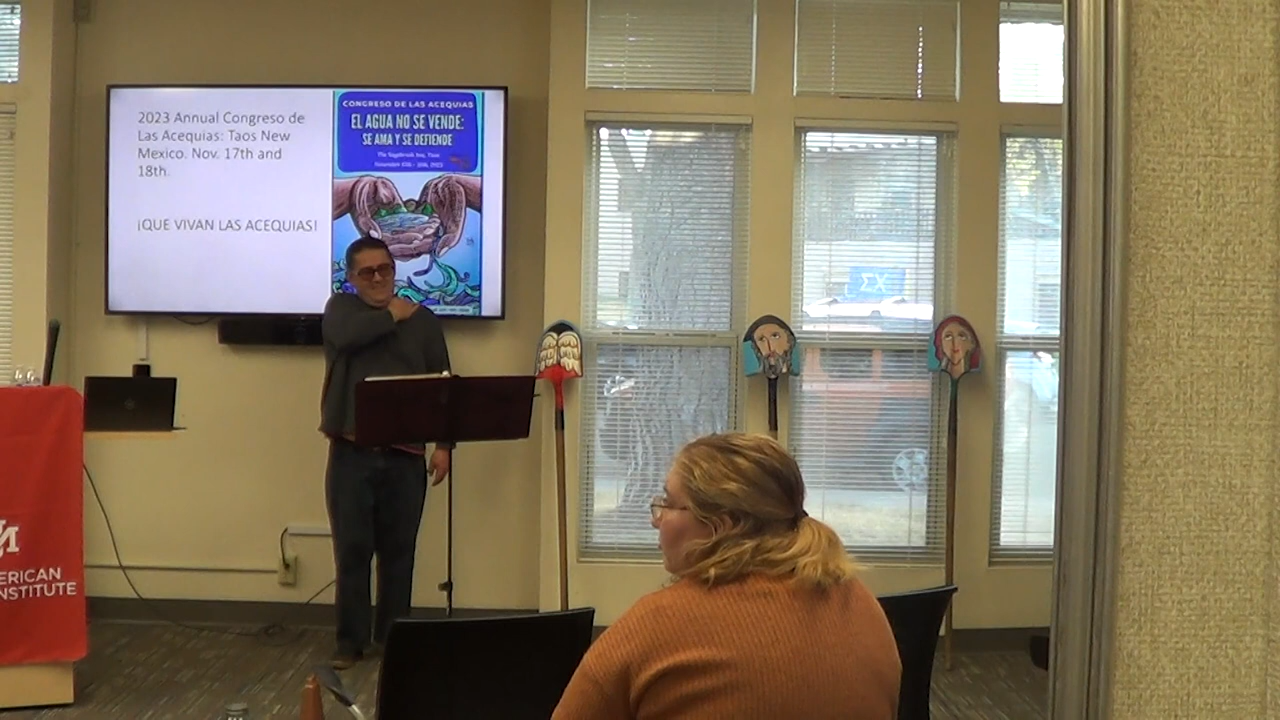 2023 Annual Congreso de
Las Acequias: Taos New
Mexico. Nov. 17th and
18th.
¡QUE VIVAN LAS ACEQUIAS!
CONGRESO DE LAS ACEQUIAS
EL AGUA NO SE VENDE:
SE AMA Y SE DEFIENDE
ΣΧ
ERICAN
NSTITUTE